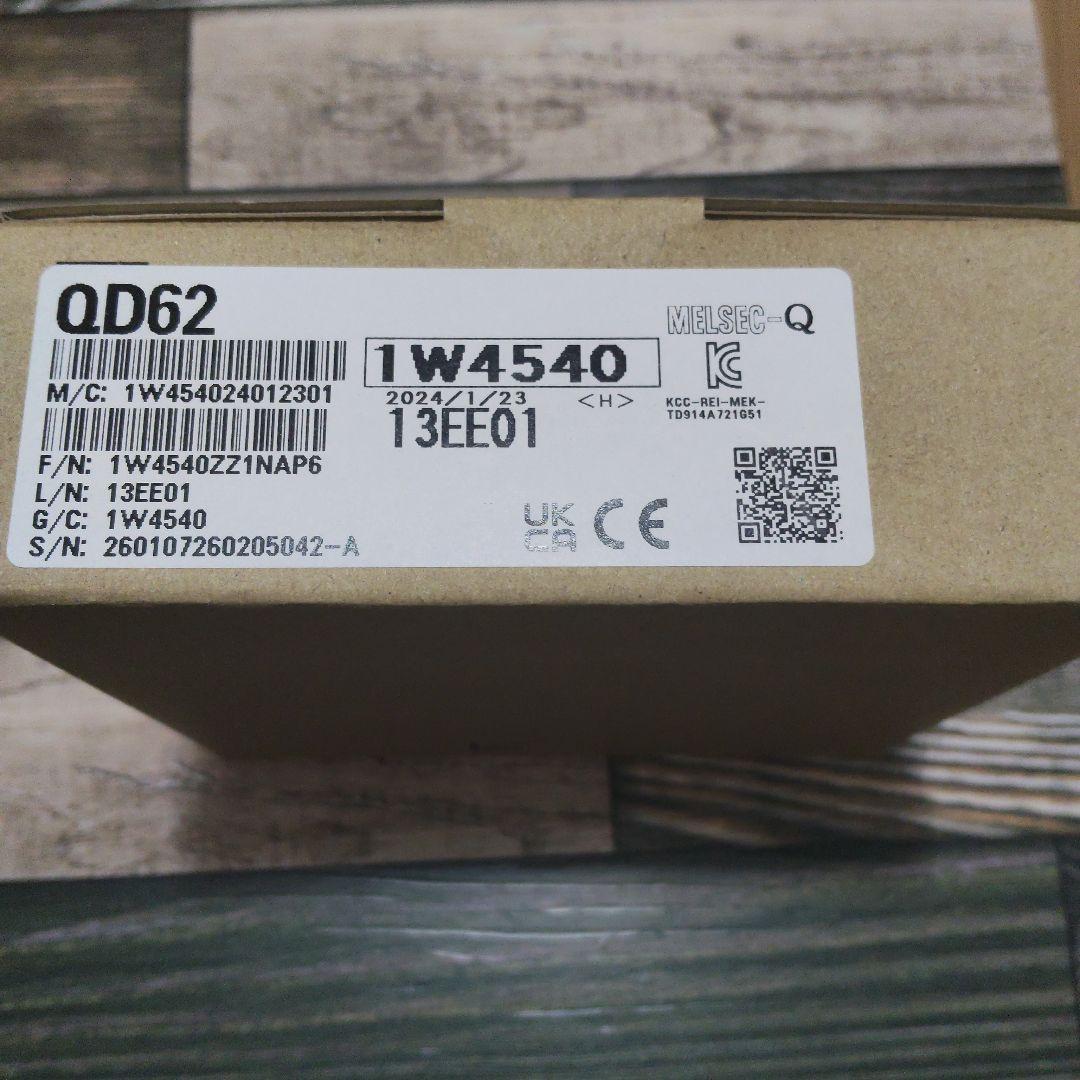 QD62
MELSEC-Q
1W4540
M/C: 1W454024012301
2024/1/23 <H>
KCC-REI-MEK-
TD914A721G51
13EE01
F/N: 1W4540ZZ1NAP6
L/N: 13EE01
G/C: 1W4540
S/N: 260107260205042-A
UK
CA
CE